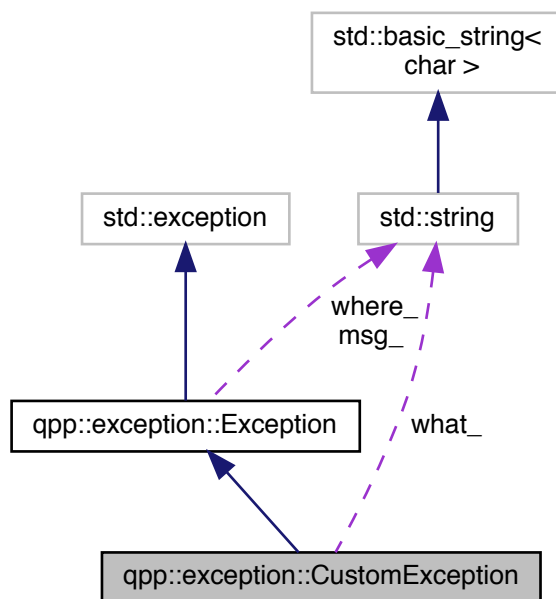 std::basic_string<
char >
std::exception
std::string
where_
msg_
qpp::exception::Exception
what_
qpp::exception::CustomException